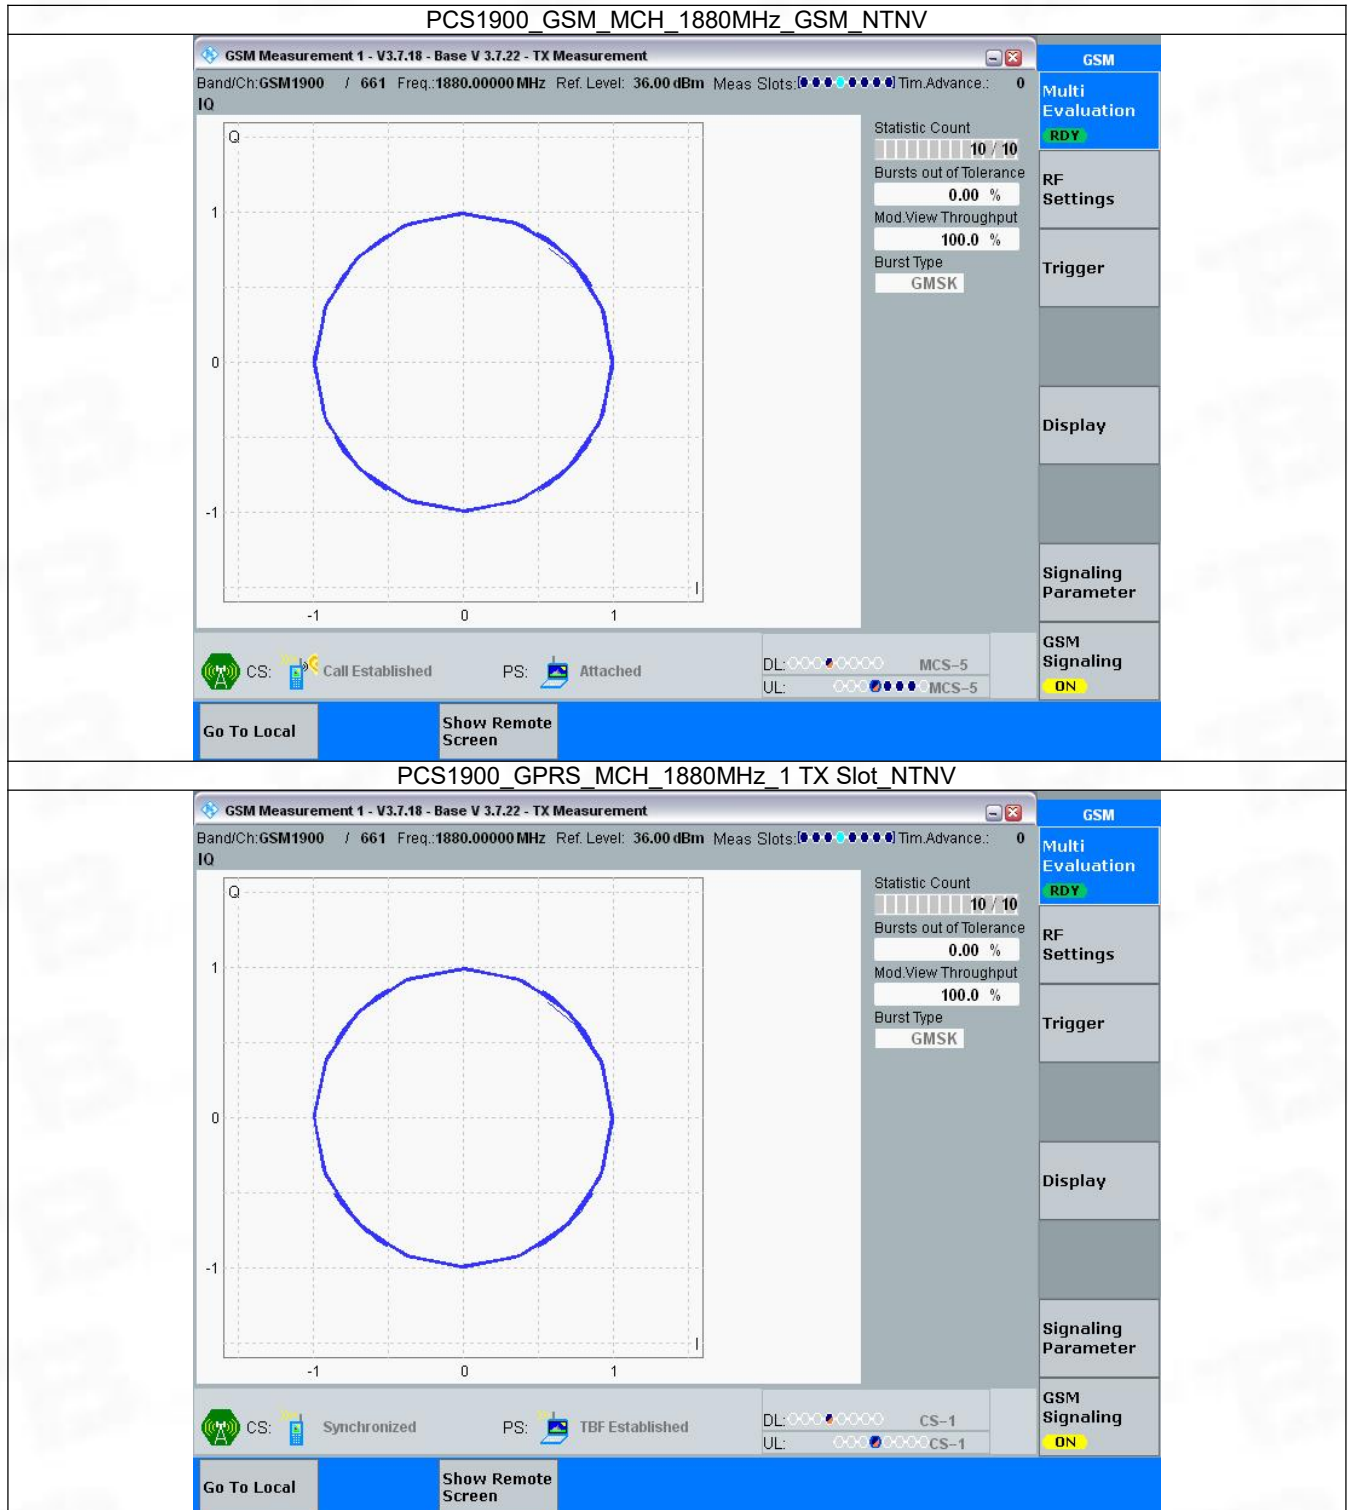 PCS1900_GSM_MCH_1880MHz_GSM_NTNV
GSM Measurement 1 - V3.7.18 - Base V 3.7.22 - TX Measurement
GSM
Band/Ch:GSM1900 / 661 Freq.:1880.00000 MHz Ref. Level: 36.00 dBm Meas Slots: Tim.Advance.: 0
IQ
Multi
Evaluation
RDY
Q
Statistic Count
10 / 10
Bursts out of Tolerance
0.00 %
Mod.View Throughput
100.0 %
Burst Type
GMSK
RF
Settings
Trigger
Display
Signaling
Parameter
GSM
Signaling
ON
1
0
-1
I
-1 0 1
CS: Call Established PS: Attached
DL: MCS-5
UL: MCS-5
Go To Local
Show Remote
Screen
PCS1900_GPRS_MCH_1880MHz_1 TX Slot_NTNV
GSM Measurement 1 - V3.7.18 - Base V 3.7.22 - TX Measurement
GSM
Band/Ch:GSM1900 / 661 Freq.:1880.00000 MHz Ref. Level: 36.00 dBm Meas Slots: Tim.Advance.: 0
IQ
Multi
Evaluation
RDY
Q
Statistic Count
10 / 10
Bursts out of Tolerance
0.00 %
Mod.View Throughput
100.0 %
Burst Type
GMSK
RF
Settings
Trigger
Display
Signaling
Parameter
GSM
Signaling
ON
1
0
-1
I
-1 0 1
CS: Synchronized PS: TBF Established
DL: CS-1
UL: CS-1
Go To Local
Show Remote
Screen